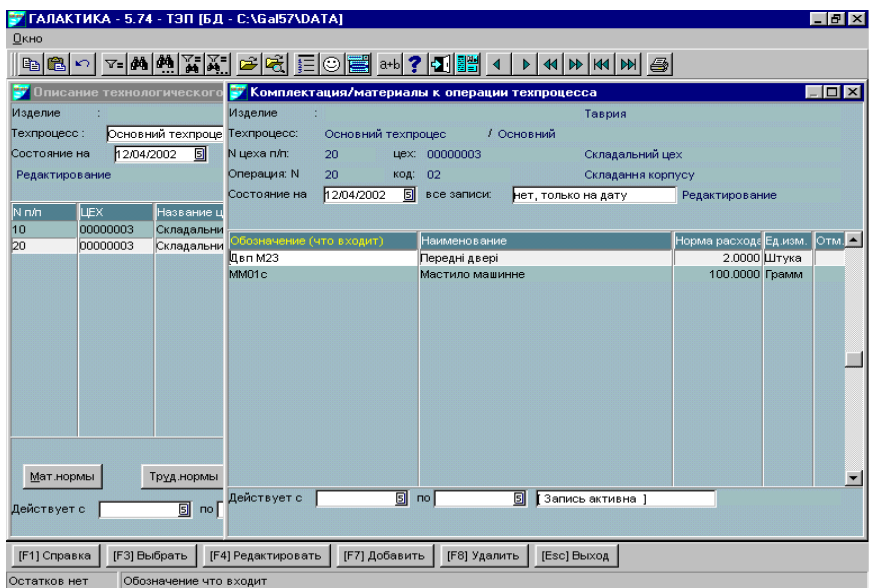 ГАЛАКТИКА - 5.74 - ТЭП [БД - C:\Gal57\DATA]
Окно
a+b
Описание технологического
Изделие :
Техпроцесс : Основний техпроце
Состояние на 12/04/2002
Редактирование
N п/п ЦЕХ Название ц
10 00000003 Складальни
20 00000003 Складальни
Мат.нормы Труд.нормы
Действует с по
Комплектация/материалы к операции техпроцесса
Изделие : Таврия
Техпроцесс: Основний техпроцес / Основний
N цеха п/п: 20 цех: 00000003 Складальний цех
Операция: N 20 код: 02 Складання корпусу
Состояние на 12/04/2002 все записи: нет, только на дату Редактирование
Обозначение (что входит) Наименование Норма расхода Ед.изм. Отм.
Двп М23 Передні двері 2.0000 Штука
ММ01с Мастило машинне 100.0000 Грамм
Действует с по [ Запись активна ]
[F1] Справка [F3] Выбрать [F4] Редактировать [F7] Добавить [F8] Удалить [Esc] Выход
Остатков нет Обозначение что входит